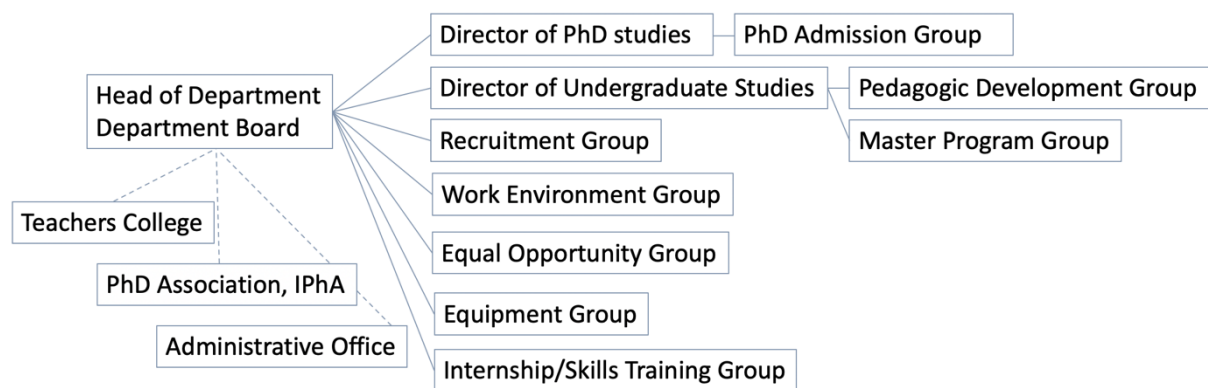 Director of PhD studies
PhD Admission Group
Head of Department
Department Board
Director of Undergraduate Studies
Pedagogic Development Group
Recruitment Group
Master Program Group
Work Environment Group
Teachers College
Equal Opportunity Group
PhD Association, IPhA
Equipment Group
Administrative Office
Internship/Skills Training Group